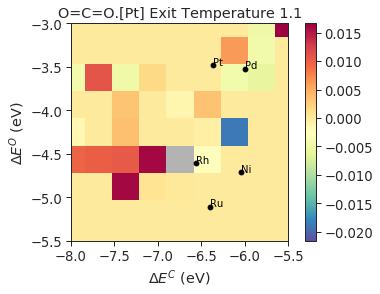 O=C=O.[Pt] Exit Temperature 1.1
−3.0
−3.5
−4.0
−4.5
−5.0
−5.5
ΔE^O (eV)
Pt
Pd
Rh
Ni
Ru
−8.0 −7.5 −7.0 −6.5 −6.0 −5.5
ΔE^C (eV)
0.015
0.010
0.005
0.000
−0.005
−0.010
−0.015
−0.020